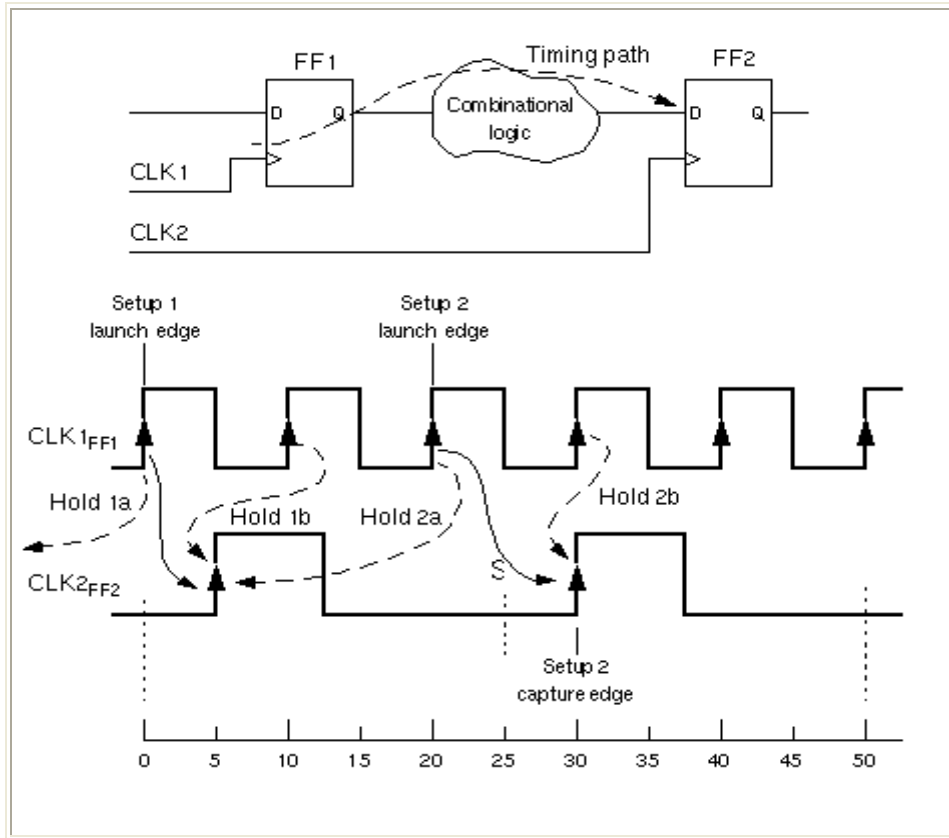 FF1
Timing path
FF2
D Q
Combinational
logic
D Q
CLK1
CLK2
Setup 1
launch edge
Setup 2
launch edge
CLK1FF1
Hold 1a
Hold 1b
Hold 2a
Hold 2b
S
CLK2FF2
Setup 2
capture edge
0 5 10 15 20 25 30 35 40 45 50